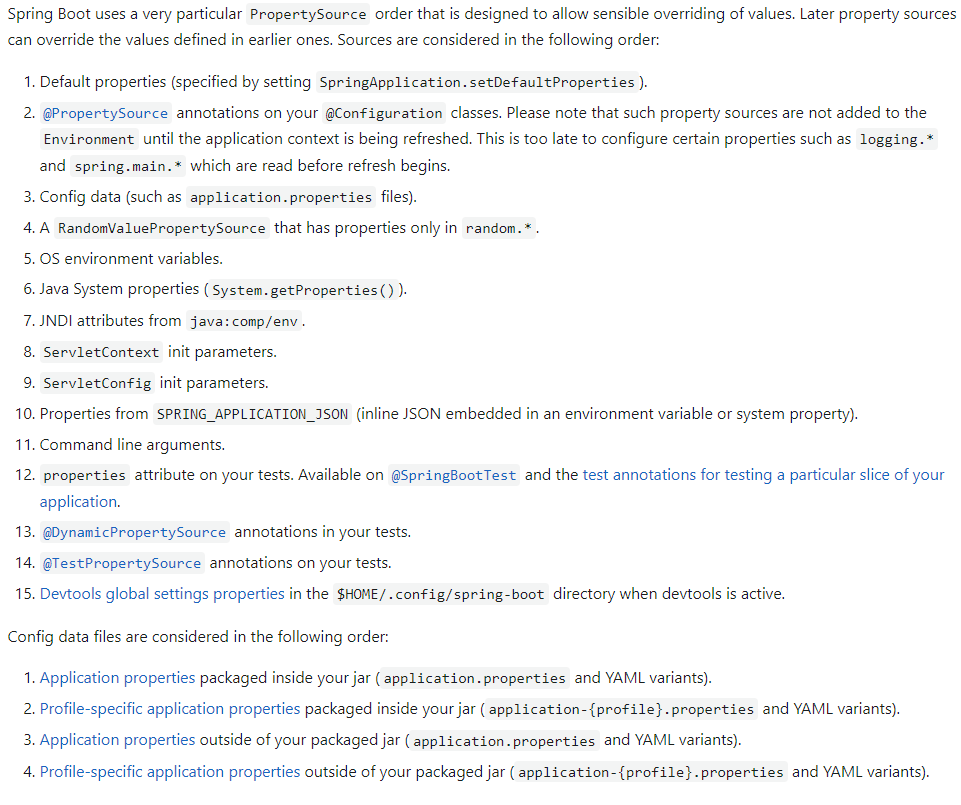 Spring Boot uses a very particular PropertySource order that is designed to allow sensible overriding of values. Later property sources
can override the values defined in earlier ones. Sources are considered in the following order:
1. Default properties (specified by setting SpringApplication.setDefaultProperties ).
2. @PropertySource annotations on your @Configuration classes. Please note that such property sources are not added to the
Environment until the application context is being refreshed. This is too late to configure certain properties such as logging.*
and spring.main.* which are read before refresh begins.
3. Config data (such as application.properties files).
4. A RandomValuePropertySource that has properties only in random.* .
5. OS environment variables.
6. Java System properties ( System.getProperties() ).
7. JNDI attributes from java:comp/env .
8. ServletContext init parameters.
9. ServletConfig init parameters.
10. Properties from SPRING_APPLICATION_JSON (inline JSON embedded in an environment variable or system property).
11. Command line arguments.
12. properties attribute on your tests. Available on @SpringBootTest and the test annotations for testing a particular slice of your
application.
13. @DynamicPropertySource annotations in your tests.
14. @TestPropertySource annotations on your tests.
15. Devtools global settings properties in the $HOME/.config/spring-boot directory when devtools is active.
Config data files are considered in the following order:
1. Application properties packaged inside your jar ( application.properties and YAML variants).
2. Profile-specific application properties packaged inside your jar ( application-{profile}.properties and YAML variants).
3. Application properties outside of your packaged jar ( application.properties and YAML variants).
4. Profile-specific application properties outside of your packaged jar ( application-{profile}.properties and YAML variants).